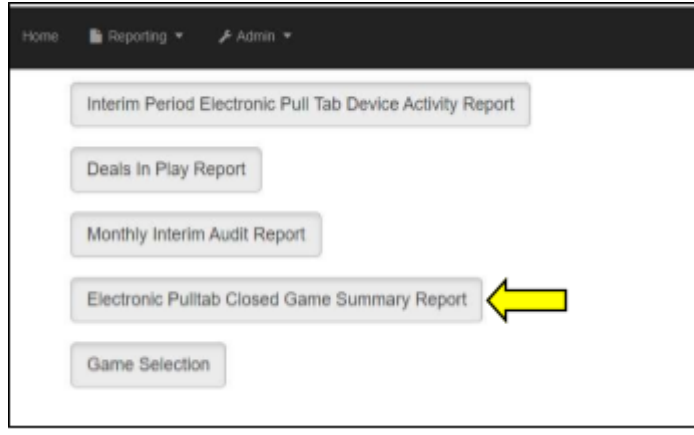 Home Reporting Admin
Interim Period Electronic Pull Tab Device Activity Report
Deals In Play Report
Monthly Interim Audit Report
Electronic Pulltab Closed Game Summary Report
Game Selection